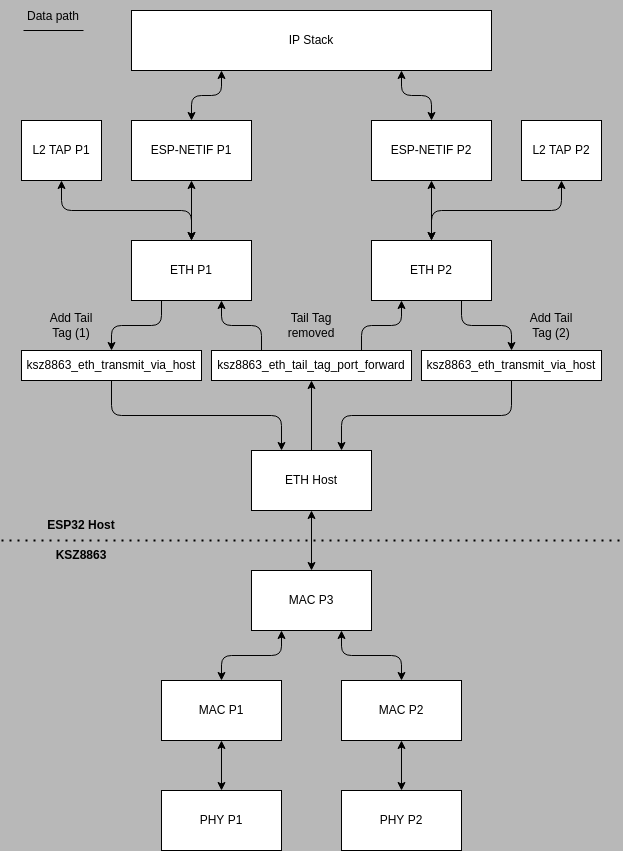 Data path
IP Stack
L2 TAP P1
ESP-NETIF P1
ESP-NETIF P2
L2 TAP P2
ETH P1
ETH P2
Add Tail
Tag (1)
Tail Tag
removed
Add Tail
Tag (2)
ksz8863_eth_transmit_via_host
ksz8863_eth_tail_tag_port_forward
ksz8863_eth_transmit_via_host
ETH Host
ESP32 Host
KSZ8863
MAC P3
MAC P1
MAC P2
PHY P1
PHY P2